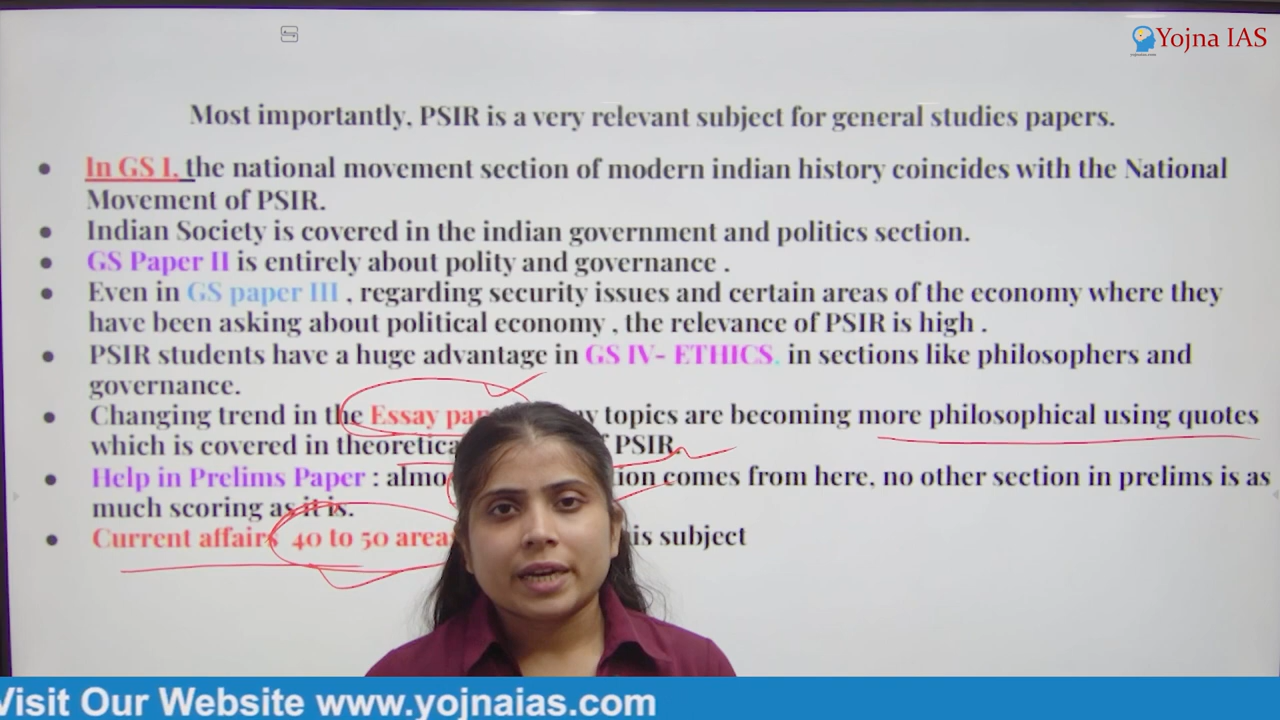 Yojna IAS
Most importantly, PSIR is a very relevant subject for general studies papers.
● In GS I, the national movement section of modern indian history coincides with the National
Movement of PSIR.
● Indian Society is covered in the indian government and politics section.
● GS Paper II is entirely about polity and governance .
● Even in GS paper III , regarding security issues and certain areas of the economy where they
have been asking about political economy , the relevance of PSIR is high .
● PSIR students have a huge advantage in GS IV- ETHICS. in sections like philosophers and
governance.
● Changing trend in the Essay topics are becoming more philosophical using quotes
which is covered in PSIR.
● Help in Prelims Paper : comes from here, no other section in prelims is as
much scoring as it is.
● Current affairs 40 to 50 subject
Visit Our Website www.yojnaias.com